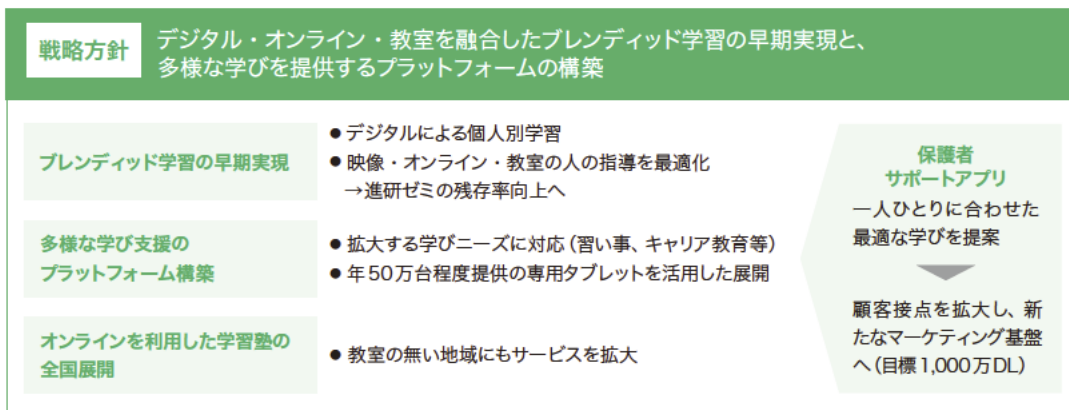 戦略方針
デジタル・オンライン・教室を融合したブレンディッド学習の早期実現と、
多様な学びを提供するプラットフォームの構築
ブレンディッド学習の早期実現
●デジタルによる個人別学習
●映像・オンライン・教室の人の指導を最適化
→進研ゼミの残存率向上へ
多様な学び支援の
プラットフォーム構築
●拡大する学びニーズに対応(習い事、キャリア教育等)
●年50万台程度提供の専用タブレットを活用した展開
オンラインを利用した学習塾の
全国展開
●教室の無い地域にもサービスを拡大
保護者
サポートアプリ
一人ひとりに合わせた
最適な学びを提案
顧客接点を拡大し、新
たなマーケティング基盤
へ(目標1,000万DL)